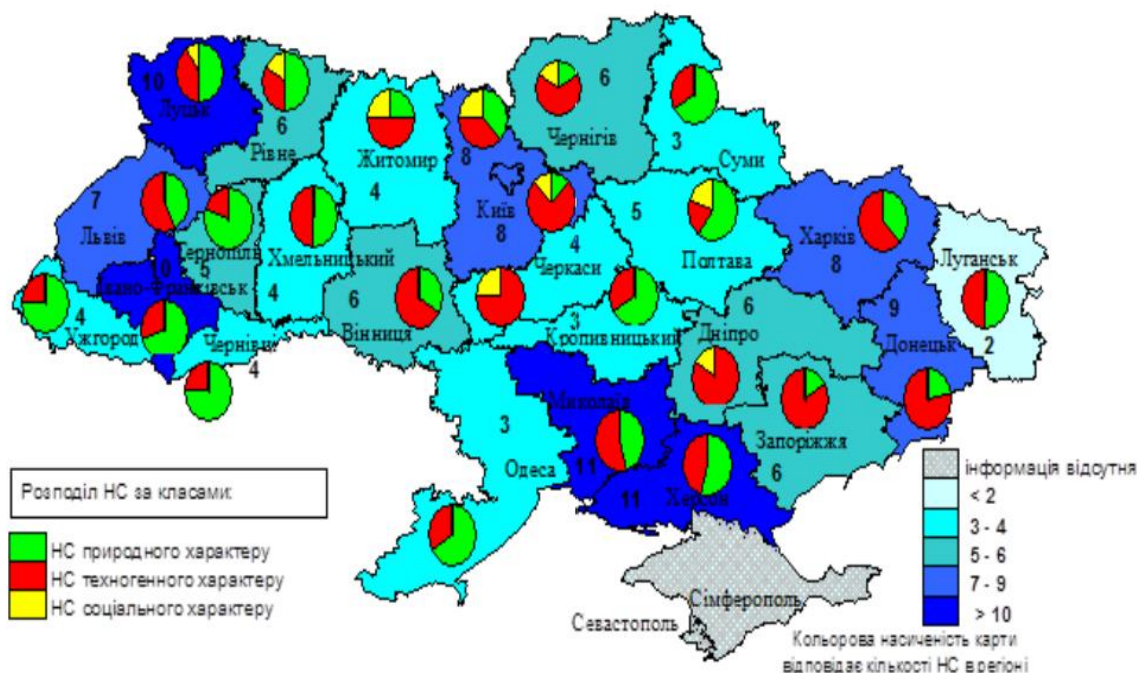 10
Луцьк
6
Рівне
Житомир
4
8
Київ
8
6
Чернігів
3
Суми
7
Львів
Тернопіль
5
Хмельницький
4
4
Черкаси
5
Полтава
Харків
8
Луганськ
2
0
4
Ужгород
Чернівці
4
6
Вінниця
3
Кропивницький
6
Дніпро
9
Донецьк
3
Одеса
Миколаїв
11
11
Херсон
Запоріжжя
6
Сімферополь
Севастополь
Розподіл НС за класами:
НС природного характеру
НС техногенного характеру
НС соціального характеру
інформація відсутня
< 2
3 - 4
5 - 6
7 - 9
> 10
Кольорова насиченість карти
відповідає кількості НС в регіоні